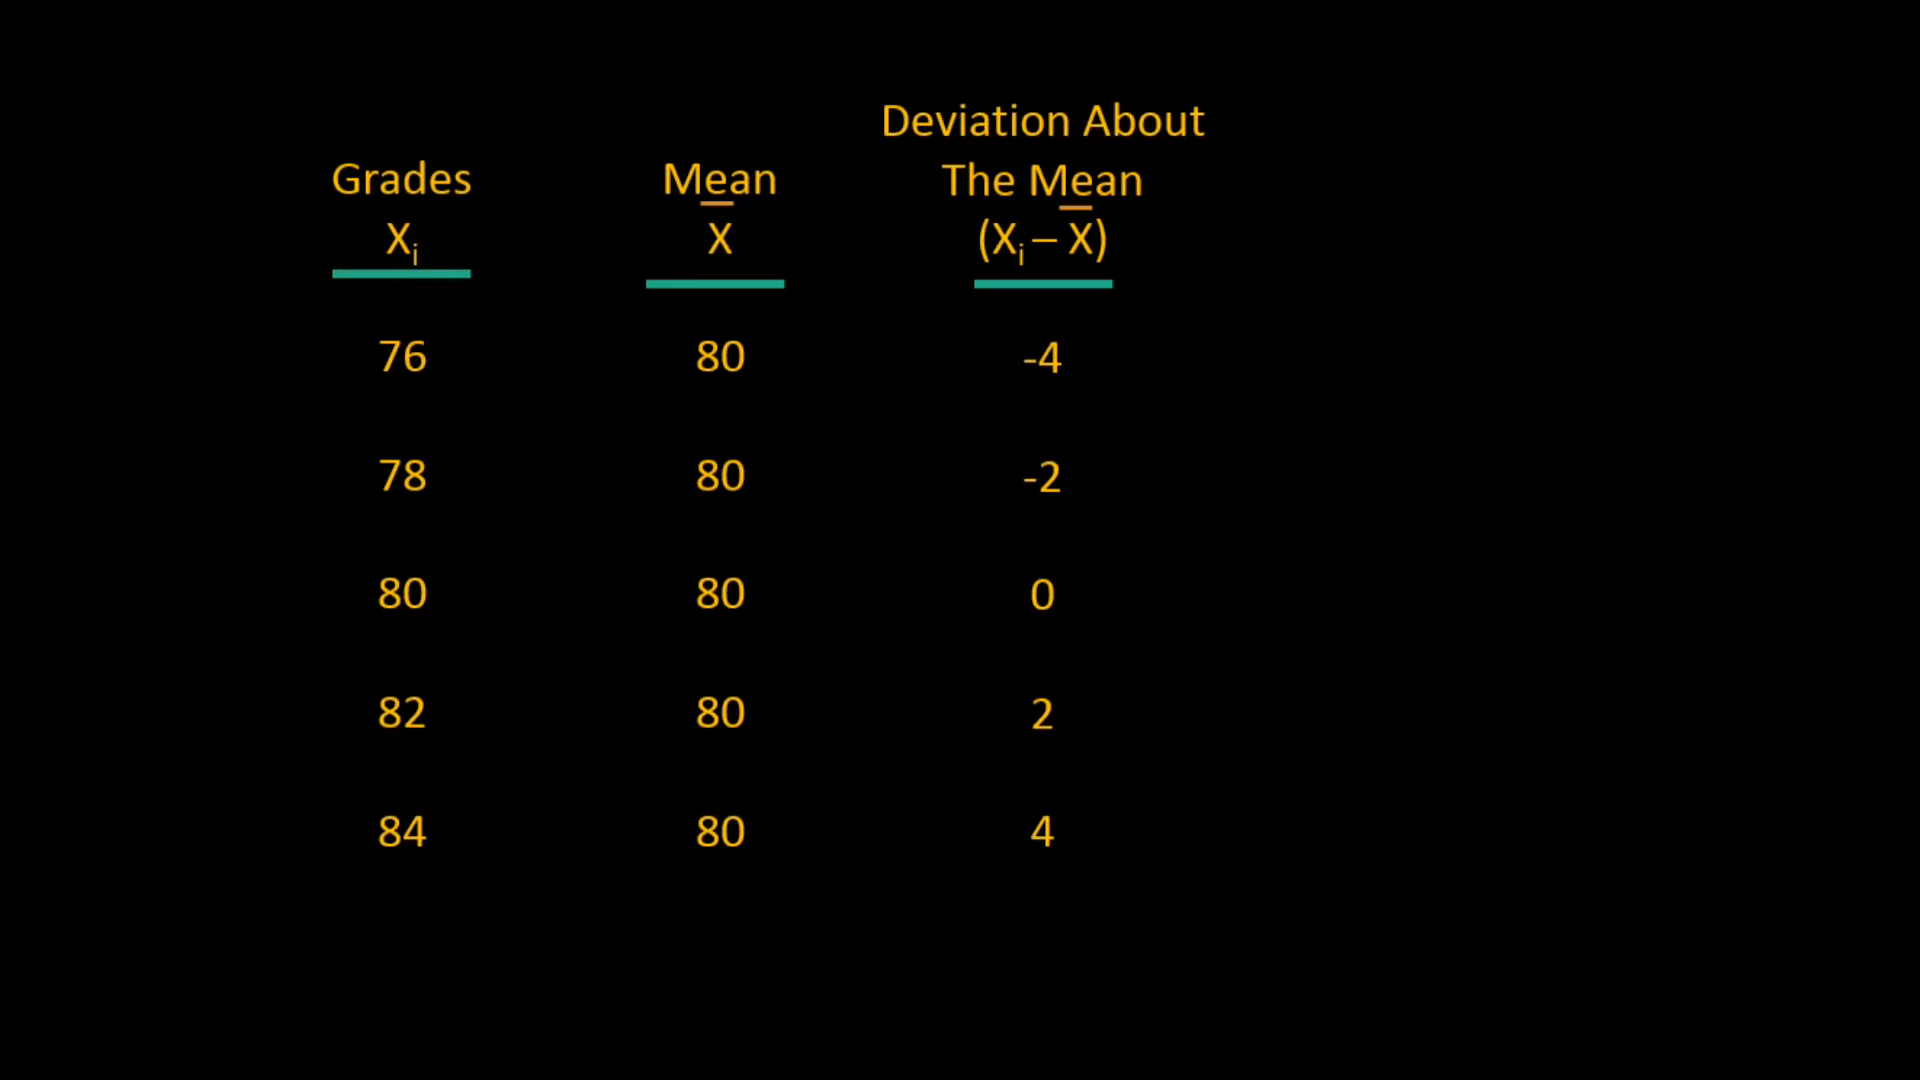 Deviation About
Grades Mean The Mean
Xᵢ X̅ (Xᵢ – X̅)
76 80 -4
78 80 -2
80 80 0
82 80 2
84 80 4